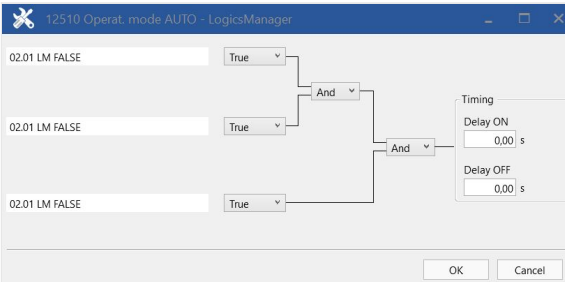 12510 Operat. mode AUTO - LogicsManager
02.01 LM FALSE
True
And
02.01 LM FALSE
True
And
02.01 LM FALSE
True
Timing
Delay ON
0,00 s
Delay OFF
0,00 s
OK
Cancel